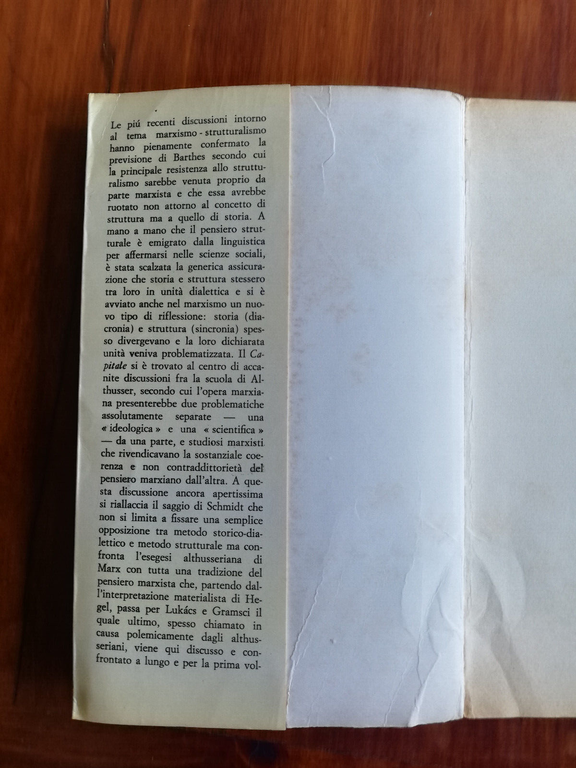 Le piú recenti discussioni intorno
al tema marxismo-strutturalismo
hanno pienamente confermato la
previsione di Barthes secondo cui
la principale resistenza allo struttu-
ralismo sarebbe venuta proprio da
parte marxista e che essa avrebbe
ruotato non attorno al concetto di
struttura ma a quello di storia. A
mano a mano che il pensiero strut-
turale è emigrato dalla linguistica
per affermarsi nelle scienze sociali,
è stata scalzata la generica assicura-
zione che storia e struttura stessero
tra loro in unità dialettica e si è
avviato anche nel marxismo un nuo-
vo tipo di riflessione: storia (dia-
cronia) e struttura (sincronia) spes-
so divergevano e la loro dichiarata
unità veniva problematizzata. Il Ca-
pitale si è trovato al centro di acca-
nite discussioni fra la scuola di Al-
thusser, secondo cui l'opera marxia-
na presenterebbe due problematiche
assolutamente separate — una
« ideologica » e una « scientifica »
— da una parte, e studiosi marxisti
che rivendicavano la sostanziale coe-
renza e non contraddittorietà del
pensiero marxiano dall'altra. A que-
sta discussione ancora apertissima
si riallaccia il saggio di Schmidt che
non si limita a fissare una semplice
opposizione tra metodo storico-dia-
lettico e metodo strutturale ma con-
fronta l'esegesi althusseriana di
Marx con tutta una tradizione del
pensiero marxista che, partendo dal-
l'interpretazione materialista di He-
gel, passa per Lukács e Gramsci il
quale ultimo, spesso chiamato in
causa polemicamente dagli althus-
seriani, viene qui discusso e con-
frontato a lungo e per la prima vol-